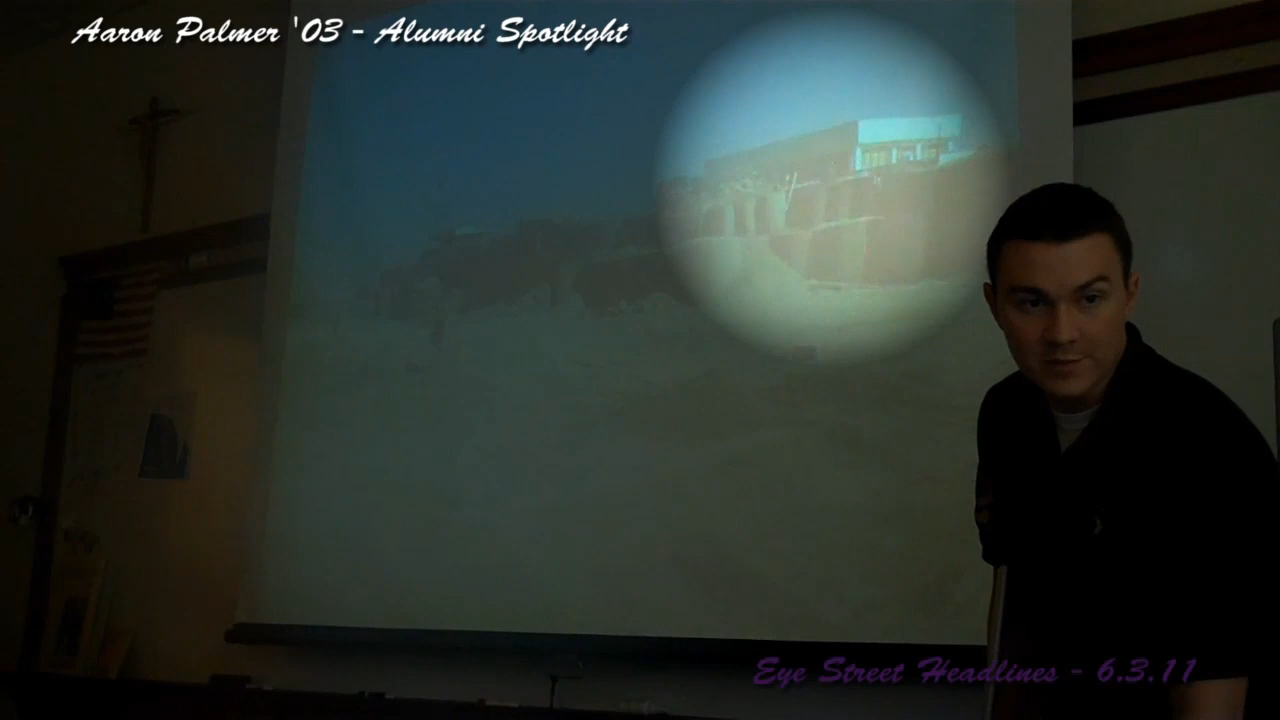 Aaron Palmer '03 - Alumni Spotlight
Eye Street Headlines - 6.3.11